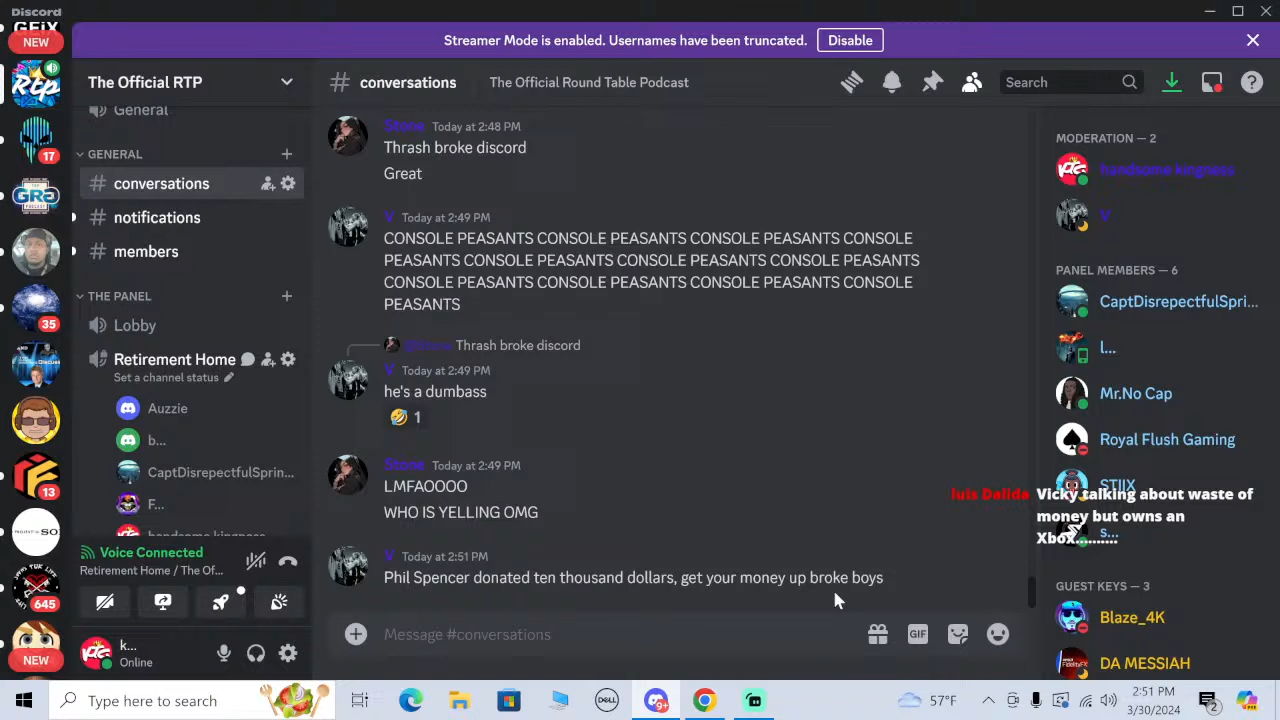 Discord
GEIX
NEW
Streamer Mode is enabled. Usernames have been truncated.
Disable
Rtp
The Official RTP
conversations
The Official Round Table Podcast
Search
General
17
GENERAL
conversations
notifications
members
THE PANEL
Lobby
Retirement Home
Set a channel status
Auzzie
b...
CaptDisrepectfulSprin...
F...
handsome kingness
Voice Connected
Retirement Home / The Of...
k...
Online
35
13
645
NEW
Stone Today at 2:48 PM
Thrash broke discord
Great
V Today at 2:49 PM
CONSOLE PEASANTS CONSOLE PEASANTS CONSOLE PEASANTS CONSOLE
PEASANTS CONSOLE PEASANTS CONSOLE PEASANTS CONSOLE PEASANTS
CONSOLE PEASANTS CONSOLE PEASANTS CONSOLE PEASANTS CONSOLE
PEASANTS
@Stone Thrash broke discord
V Today at 2:49 PM
he's a dumbass
1
Stone Today at 2:49 PM
LMFAOOOO
WHO IS YELLING OMG
V Today at 2:51 PM
Phil Spencer donated ten thousand dollars, get your money up broke boys
Message #conversations
GIF
MODERATION — 2
handsome kingness
V
PANEL MEMBERS — 6
CaptDisrepectfulSpri...
l...
Mr.No Cap
Royal Flush Gaming
STIIX
s...
luis Dalida Vicky talking about waste of
money but owns an
Xbox.........
GUEST KEYS — 3
Blaze_4K
DA MESSIAH
Type here to search
DELL
9+
57°F
2:51 PM
3/30/2024
2